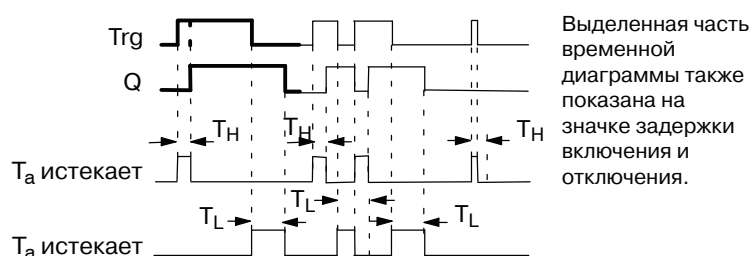 Trg
Q
T_H
T_H
T_H
T_a истекает
T_L
T_L
T_L
T_a истекает
Выделенная часть
временной
диаграммы также
показана на
значке задержки
включения и
отключения.